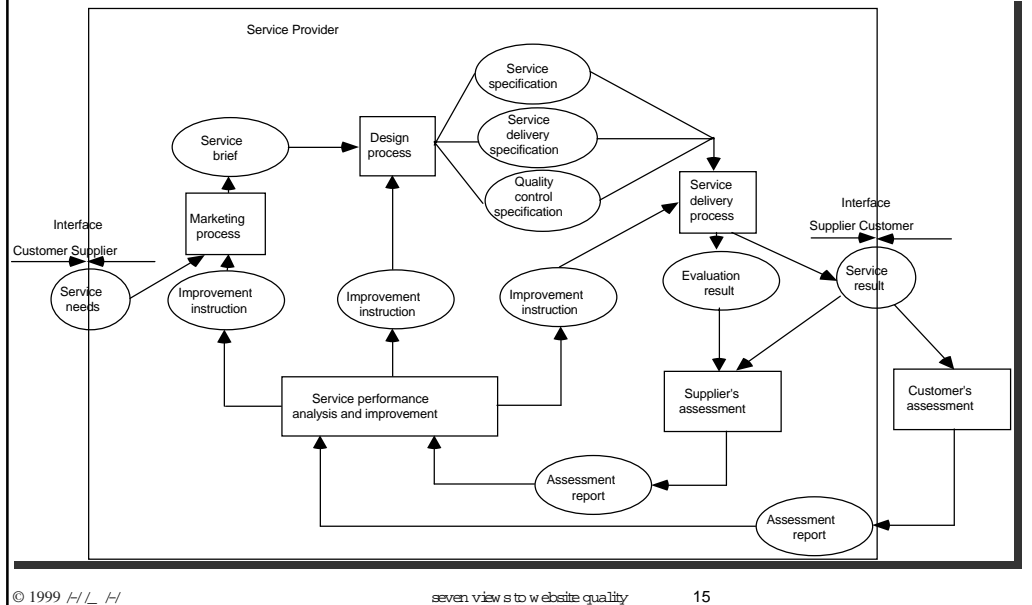 Service Provider
Service
specification
Service
delivery
specification
Quality
control
specification
Design
process
Service
brief
Marketing
process
Service
delivery
process
Interface
Customer Supplier
Service
needs
Interface
Supplier Customer
Service
result
Improvement
instruction
Improvement
instruction
Improvement
instruction
Evaluation
result
Service performance
analysis and improvement
Supplier's
assessment
Customer's
assessment
Assessment
report
Assessment
report
© 1999
seven views to website quality
15